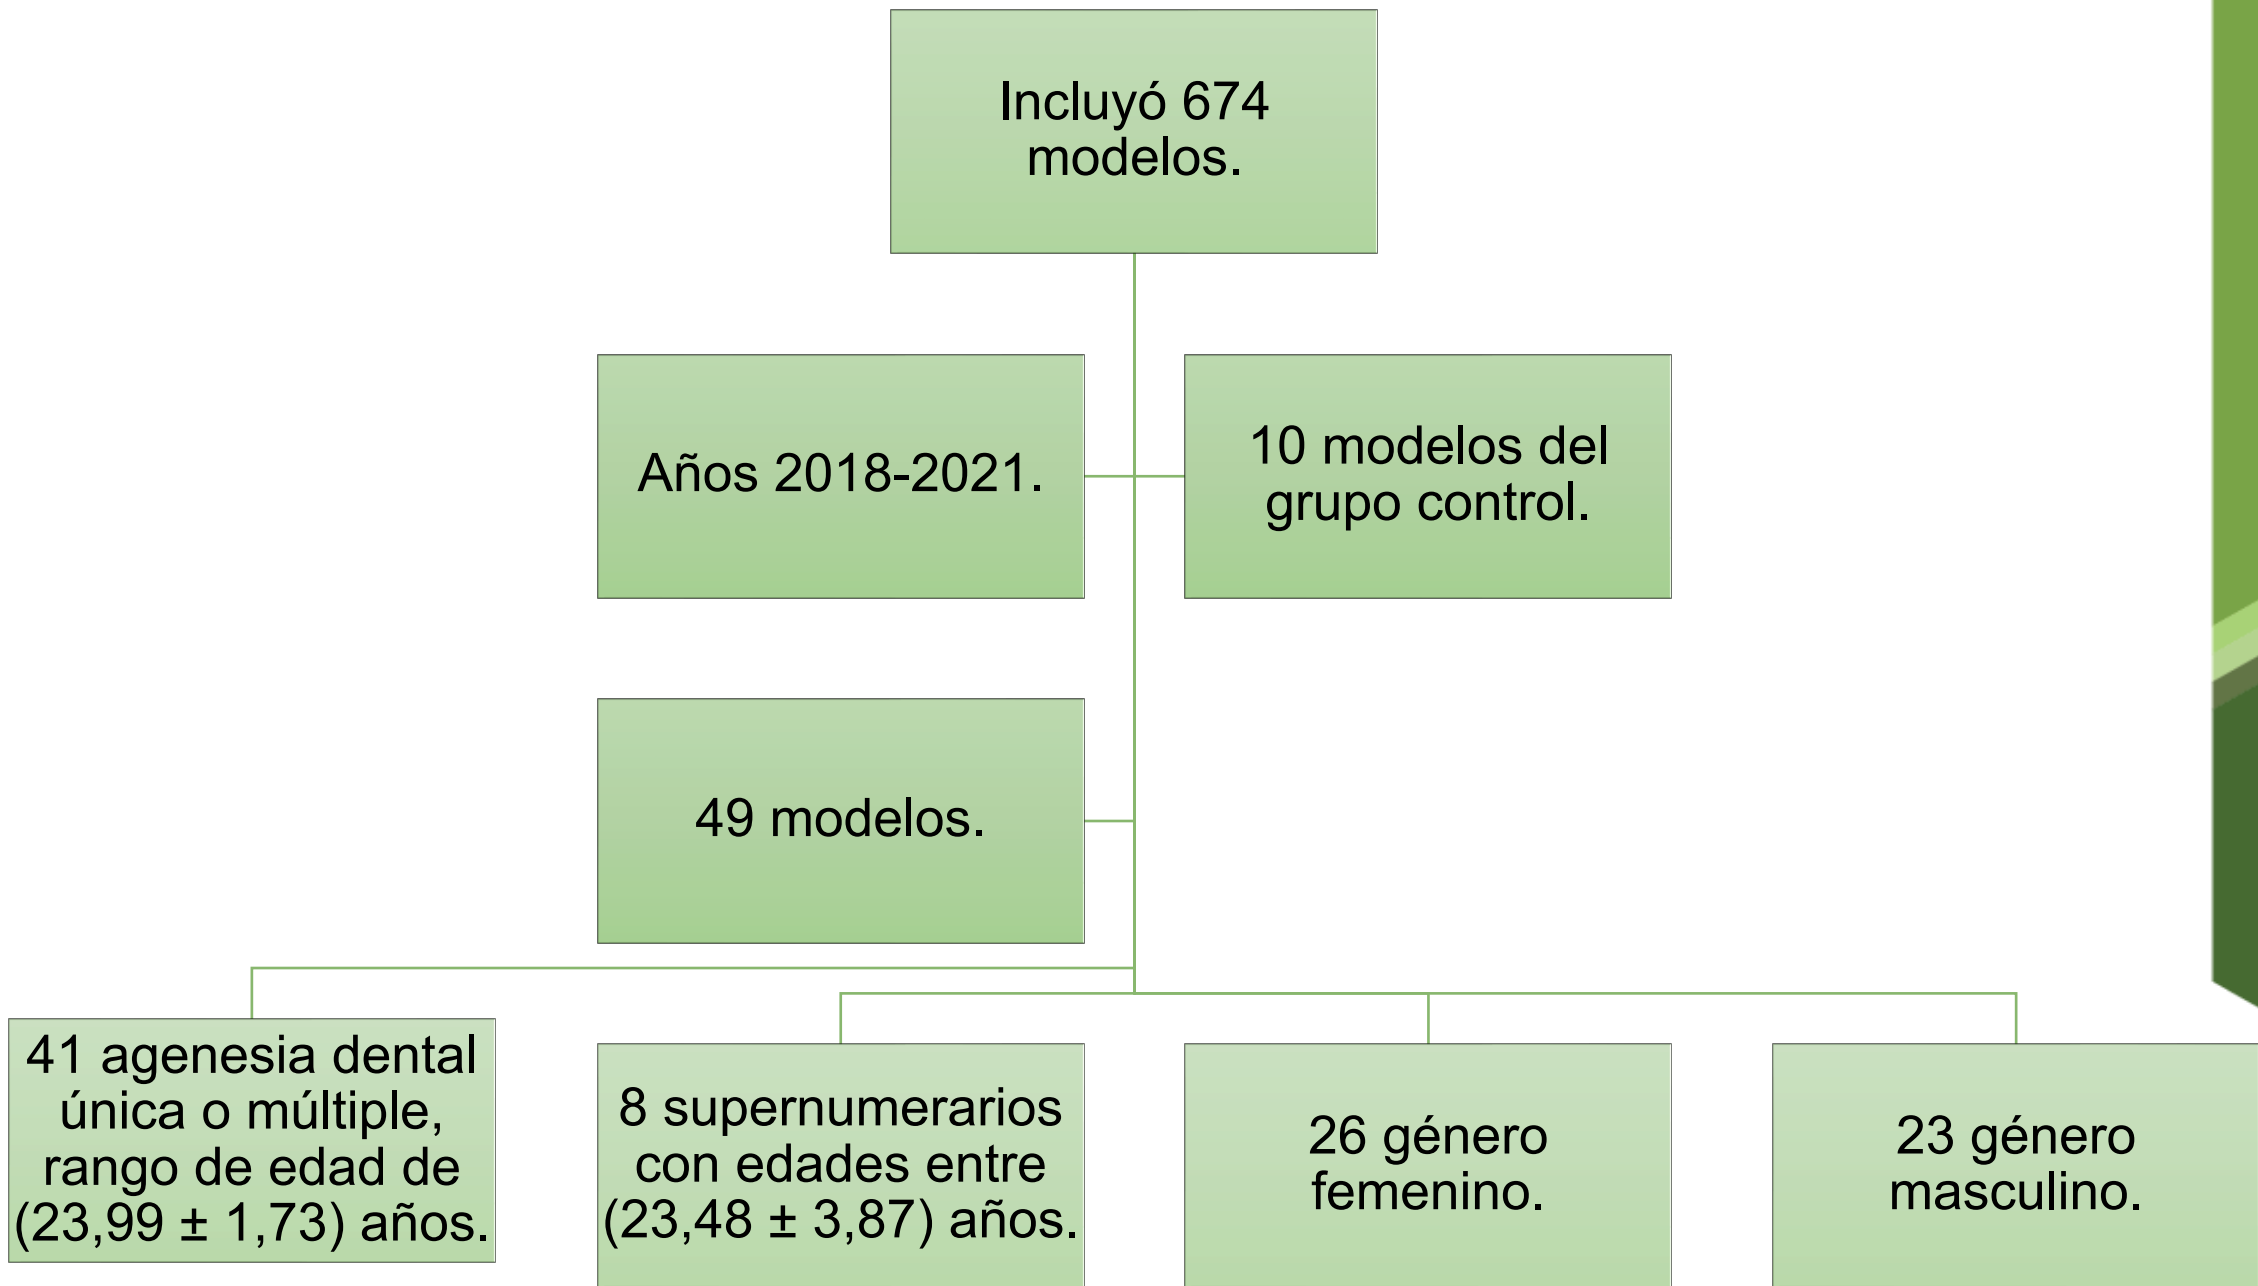 Incluyó 674
modelos.
Años 2018-2021.
10 modelos del
grupo control.
49 modelos.
41 agenesia dental
única o múltiple,
rango de edad de
(23,99 ± 1,73) años.
8 supernumerarios
con edades entre
(23,48 ± 3,87) años.
26 género
femenino.
23 género
masculino.